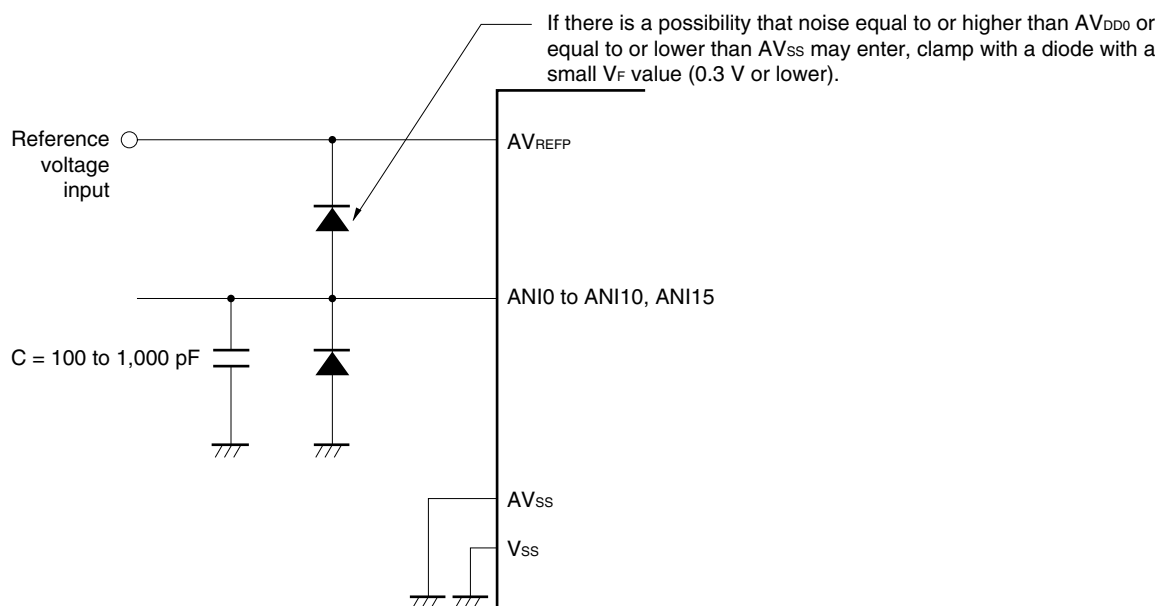 If there is a possibility that noise equal to or higher than AVDD0 or
equal to or lower than AVSS may enter, clamp with a diode with a
small VF value (0.3 V or lower).
Reference
voltage
input
AVREFP
ANI0 to ANI10, ANI15
C = 100 to 1,000 pF
AVSS
VSS